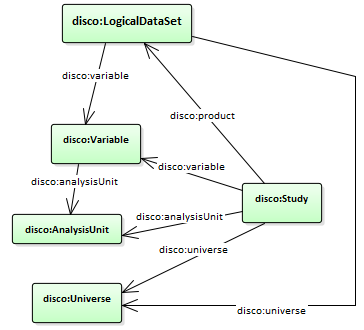 disco:LogicalDataSet
disco:variable
disco:product
disco:Variable
disco:variable
disco:analysisUnit
disco:Study
disco:analysisUnit
disco:AnalysisUnit
disco:universe
disco:Universe
disco:universe